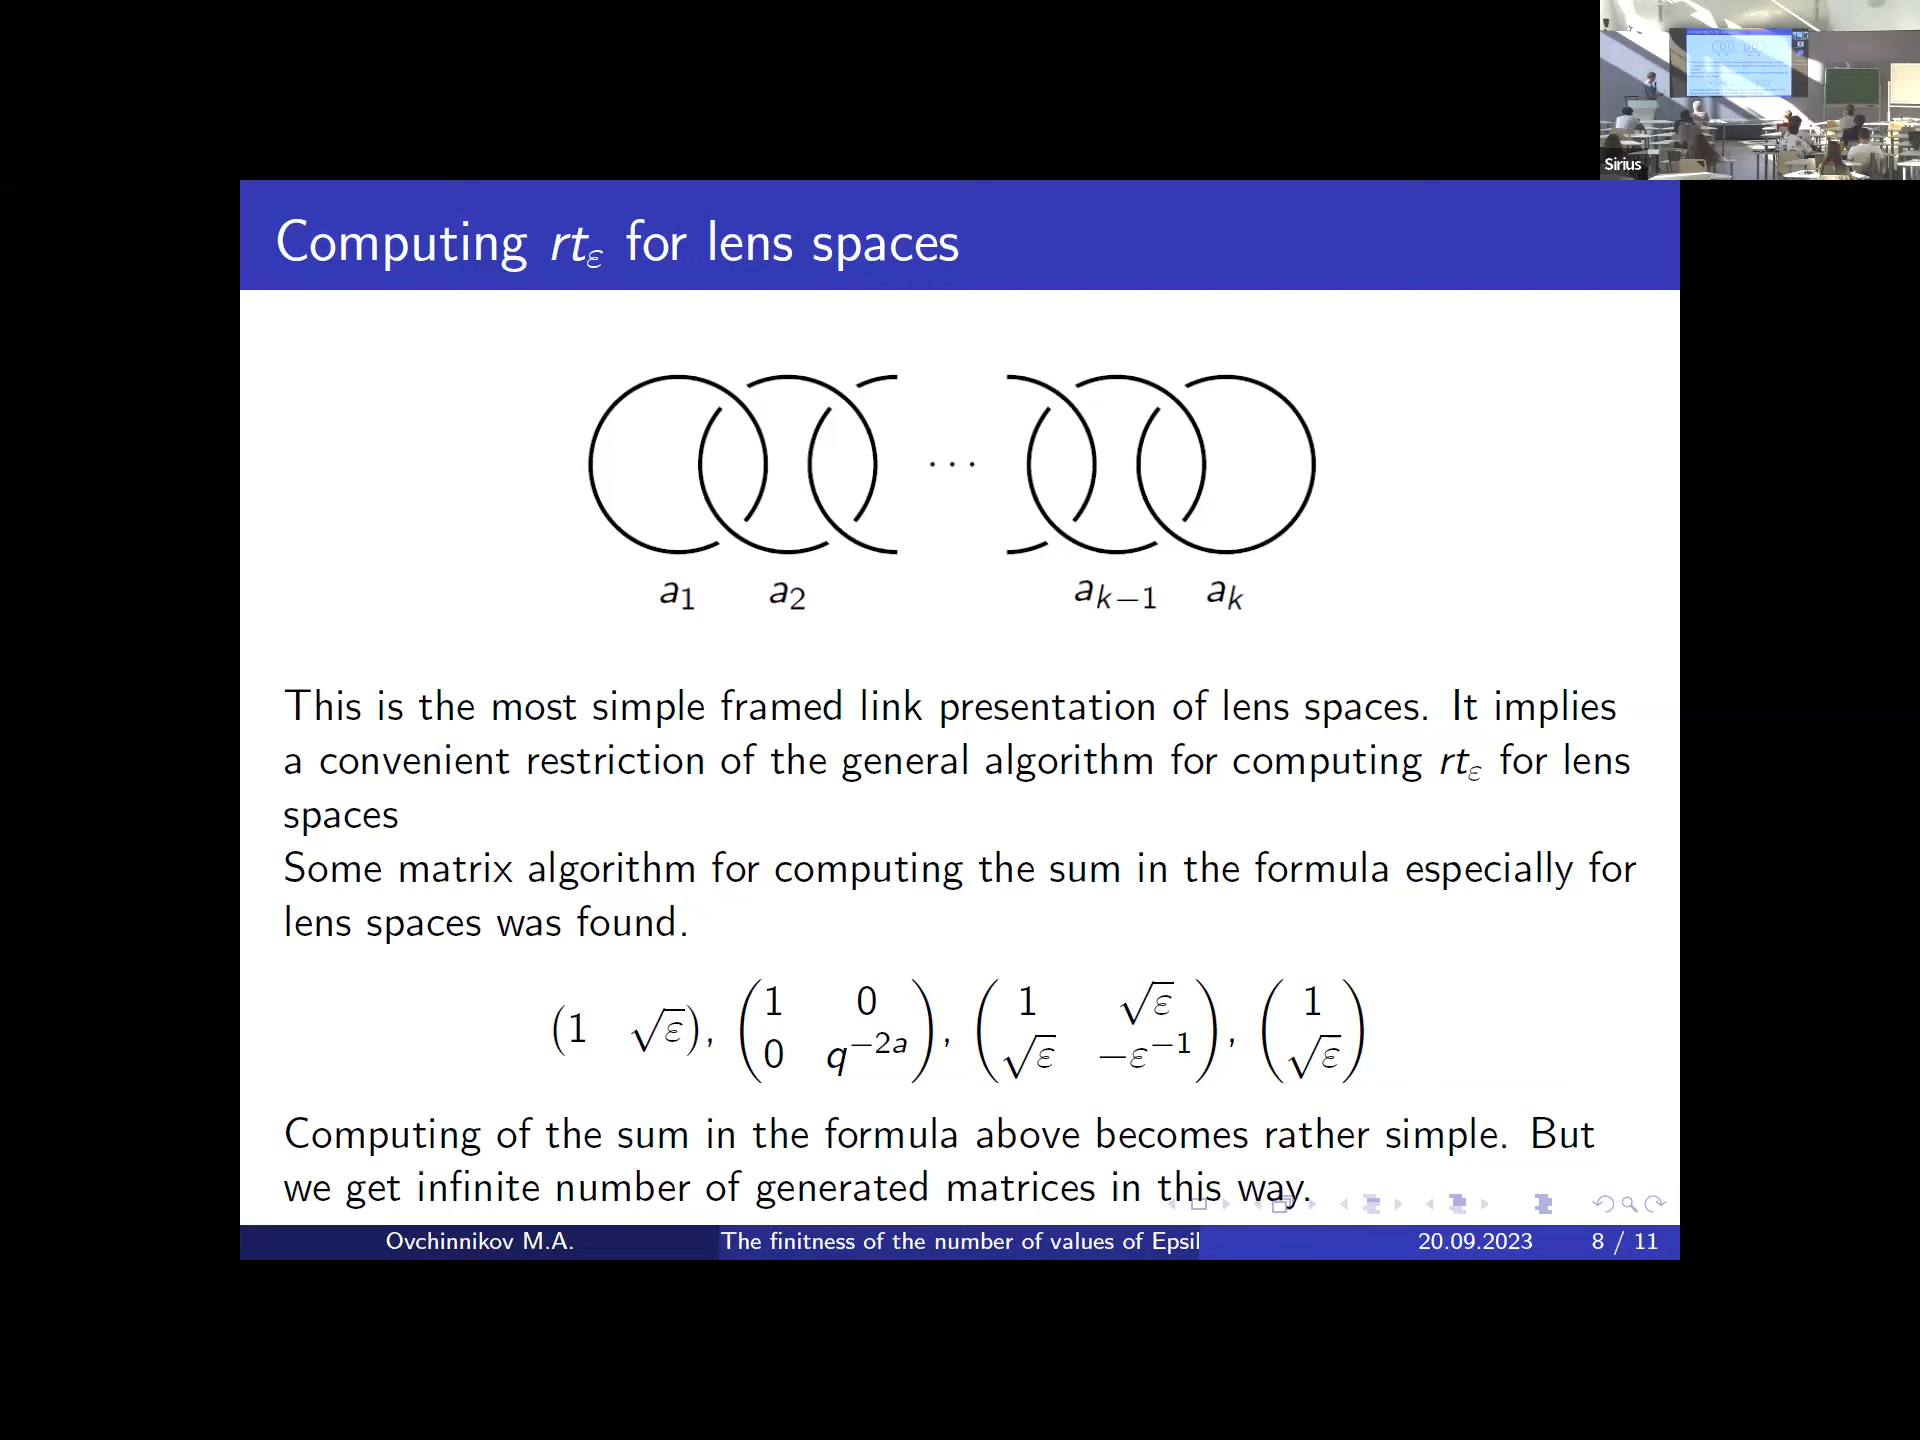 Sirius
Computing rt_ε for lens spaces
. . .
a_1 a_2 a_{k−1} a_k
This is the most simple framed link presentation of lens spaces. It implies
a convenient restriction of the general algorithm for computing rt_ε for lens
spaces
Some matrix algorithm for computing the sum in the formula especially for
lens spaces was found.
(1 √ε), (1 0; 0 q^{−2a}), (1 √ε; √ε −ε^{−1}), (1; √ε)
Computing of the sum in the formula above becomes rather simple. But
we get infinite number of generated matrices in this way.
Ovchinnikov M.A. The finitness of the number of values of Epsil 20.09.2023 8 / 11